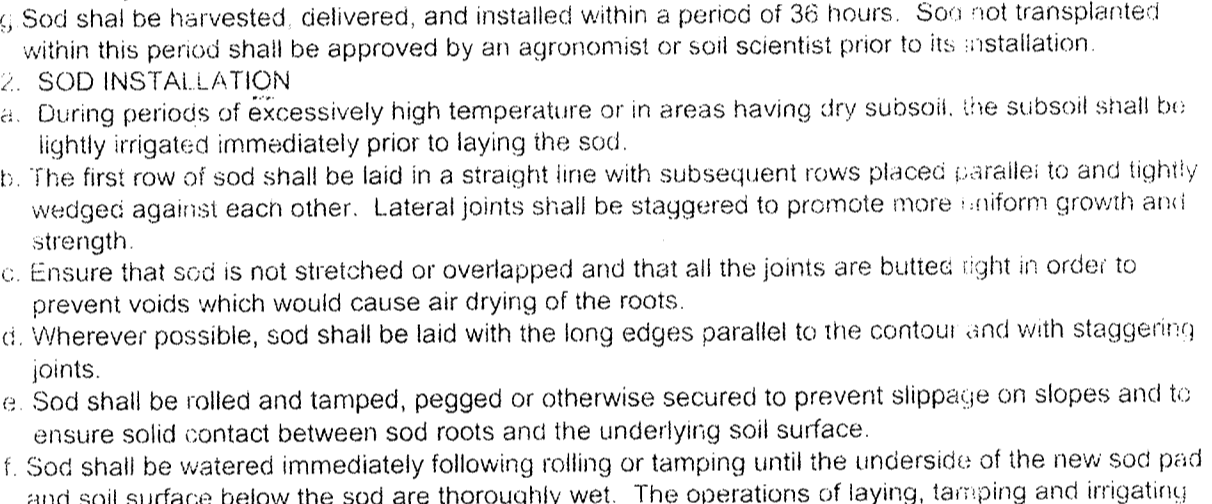 g. Sod shal be harvested, delivered, and installed within a period of 36 hours. Sod not transplanted
within this period shall be approved by an agronomist or soil scientist prior to its installation.
2. SOD INSTALLATION
a. During periods of excessively high temperature or in areas having dry subsoil, the subsoil shall be
lightly irrigated immediately prior to laying the sod.
b. The first row of sod shall be laid in a straight line with subsequent rows placed parallel to and tightly
wedged against each other. Lateral joints shall be staggered to promote more uniform growth and
strength.
c. Ensure that sod is not stretched or overlapped and that all the joints are butted tight in order to
prevent voids which would cause air drying of the roots.
d. Wherever possible, sod shall be laid with the long edges parallel to the contour and with staggering
joints.
e. Sod shall be rolled and tamped, pegged or otherwise secured to prevent slippage on slopes and to
ensure solid contact between sod roots and the underlying soil surface.
f. Sod shall be watered immediately following rolling or tamping until the underside of the new sod pad
and soil surface below the sod are thoroughly wet. The operations of laying, tamping and irrigating